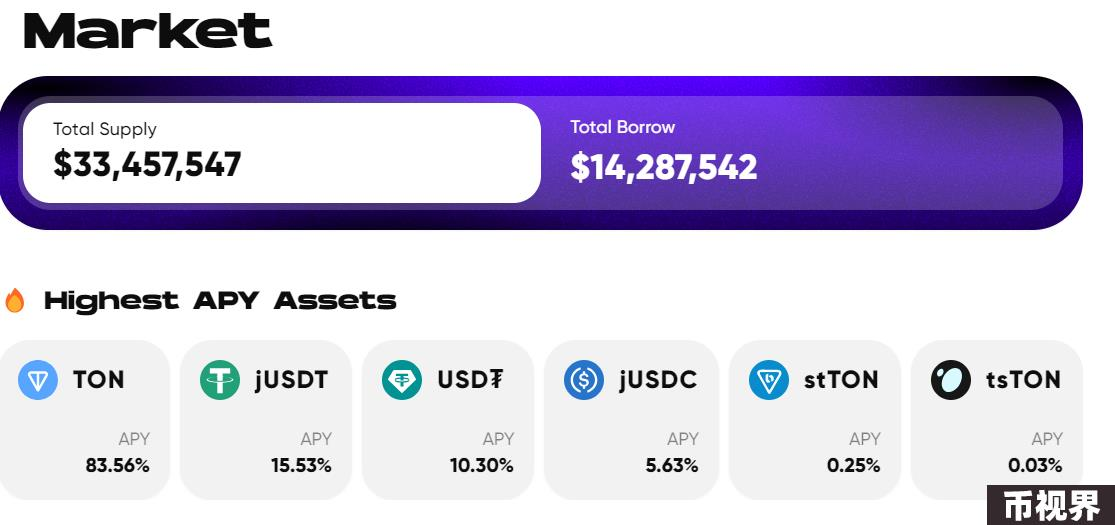 Market
Total Supply
$33,457,547
Total Borrow
$14,287,542
Highest APY Assets
TON
APY
83.56%
jUSDT
APY
15.53%
USD₮
APY
10.30%
jUSDC
APY
5.63%
stTON
APY
0.25%
tsTON
APY
0.03%
币视界